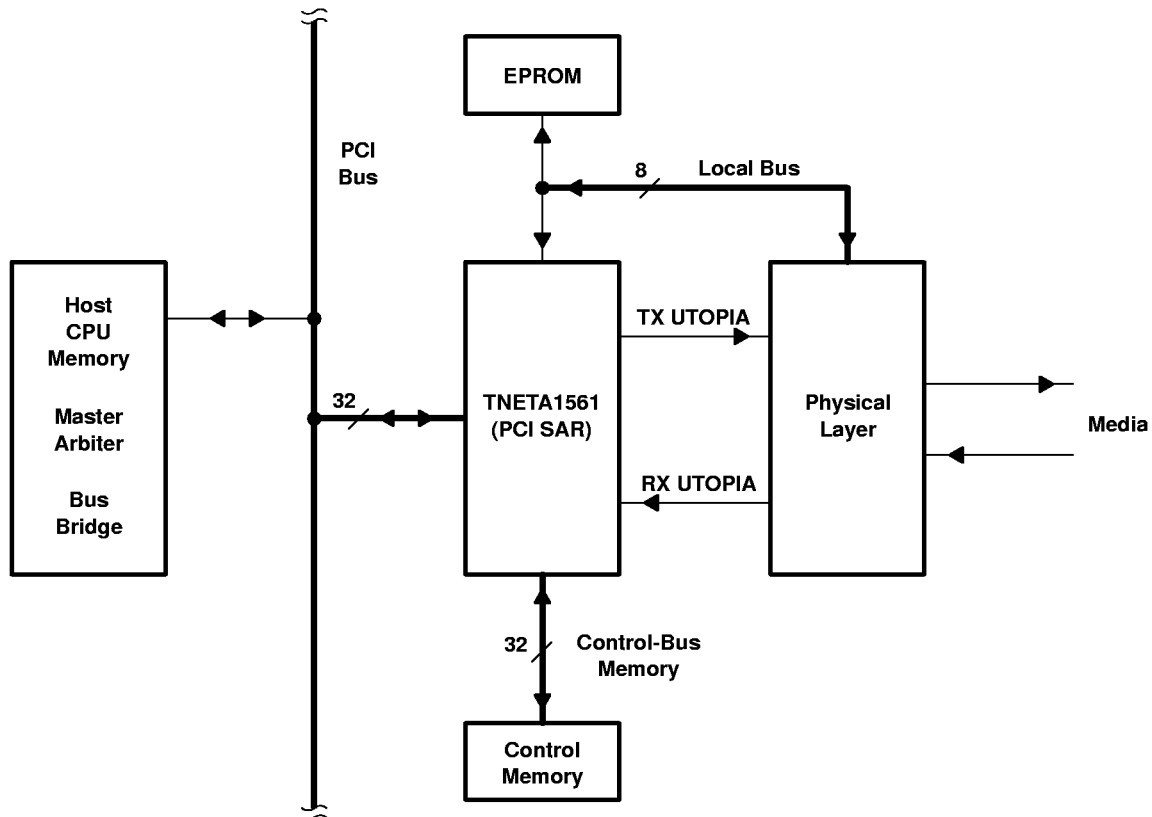 EPROM
PCI
Bus
8
Local Bus
Host
CPU
Memory
Master
Arbiter
Bus
Bridge
32
TNETA1561
(PCI SAR)
TX UTOPIA
RX UTOPIA
Physical
Layer
Media
32
Control-Bus
Memory
Control
Memory